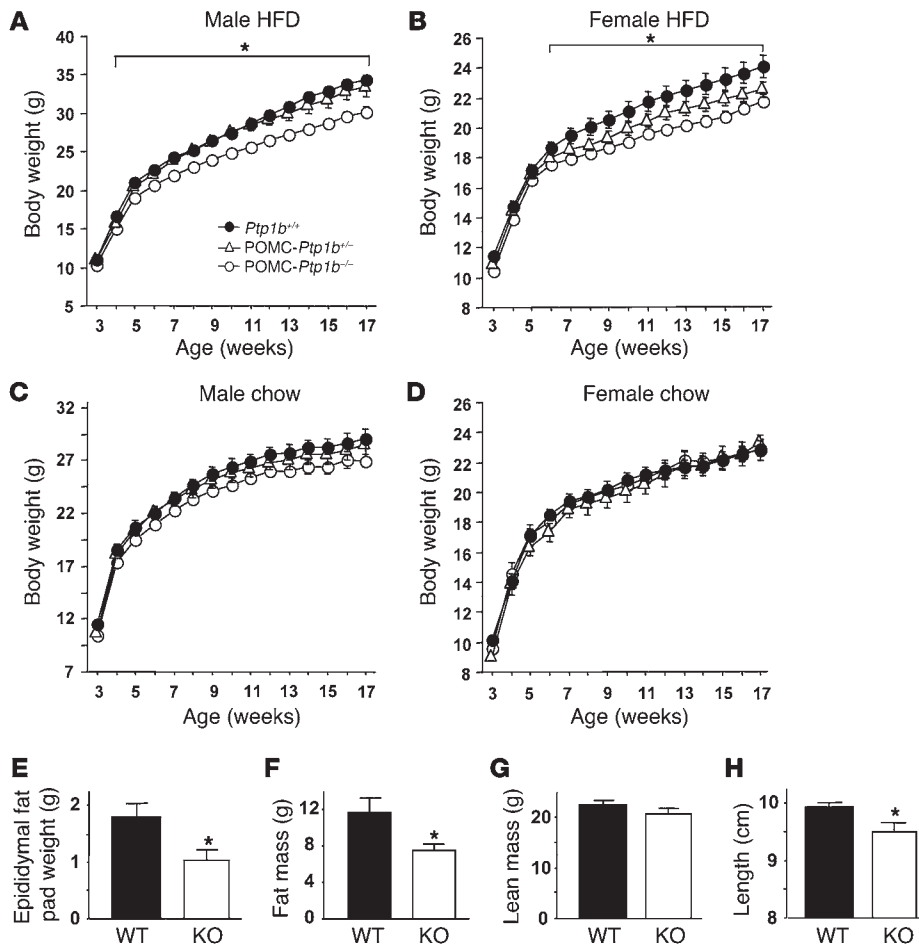 A
Male HFD
*
Body weight (g)
40
35
30
25
20
15
10
5
Ptp1b+/+
POMC-Ptp1b+/−
POMC-Ptp1b−/−
3 5 7 9 11 13 15 17
Age (weeks)
B
Female HFD
*
Body weight (g)
26
24
22
20
18
16
14
12
10
8
3 5 7 9 11 13 15 17
Age (weeks)
C
Male chow
Body weight (g)
32
27
22
17
12
7
3 5 7 9 11 13 15 17
Age (weeks)
D
Female chow
Body weight (g)
26
24
22
20
18
16
14
12
10
8
3 5 7 9 11 13 15 17
Age (weeks)
E
Epididymal fat
pad weight (g)
2
1
0
*
WT KO
F
Fat mass (g)
12
8
4
0
*
WT KO
G
Lean mass (g)
20
10
0
WT KO
H
Length (cm)
10
9
8
*
WT KO